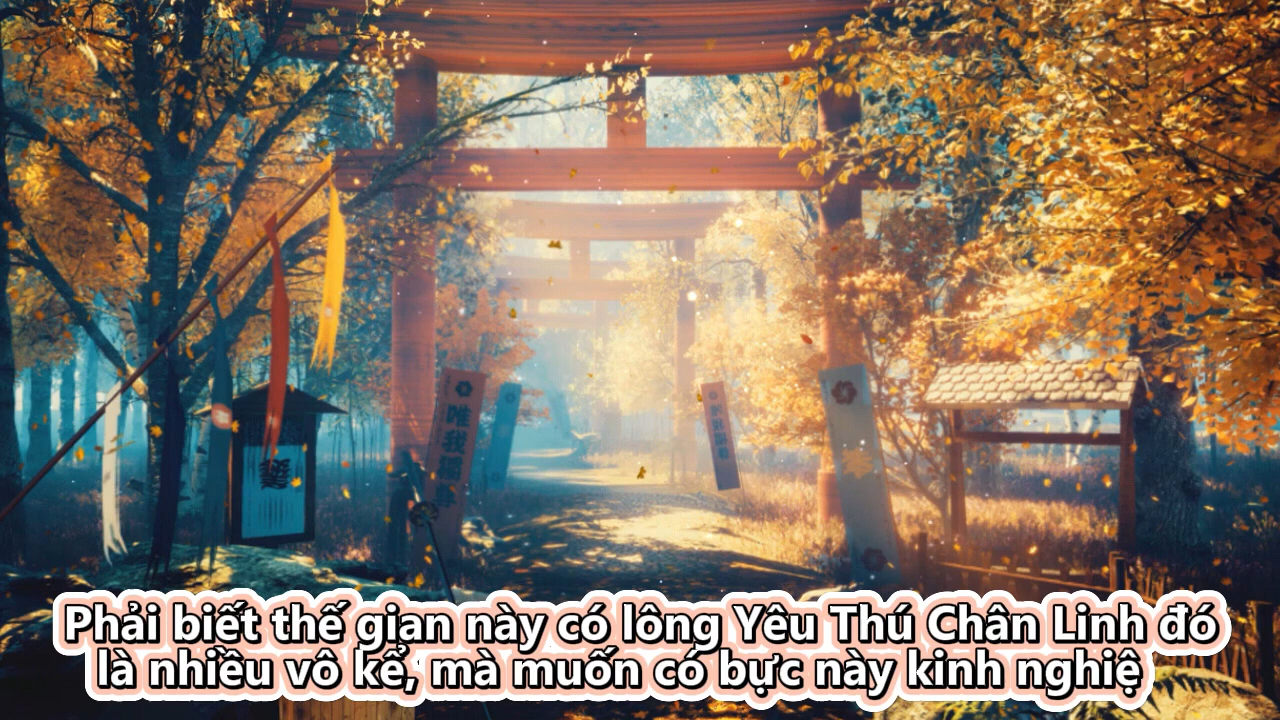 Phải biết thế gian này có lông Yêu Thú Chân Linh đó
là nhiều vô kể, mà muốn có bực này kinh nghiệ